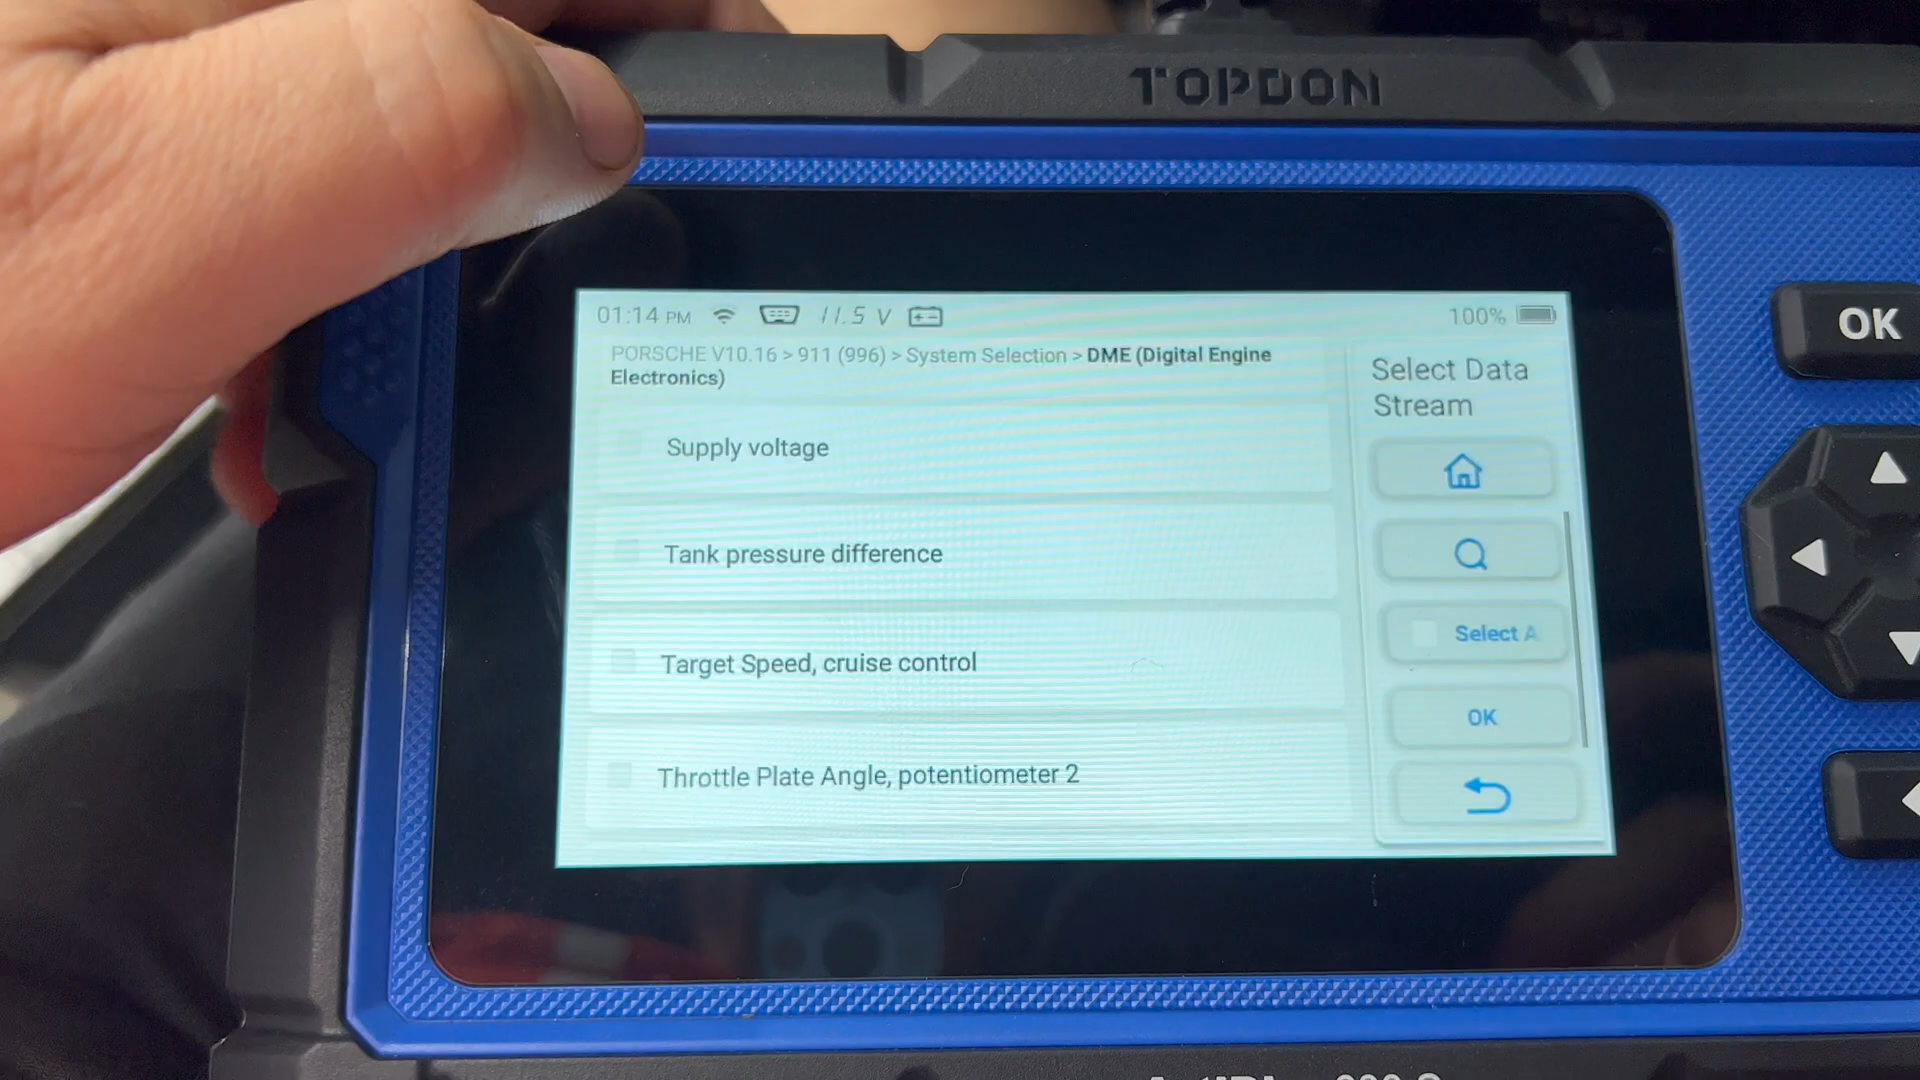 TOPDON
01:14 PM 11.5 V 100%
PORSCHE V10.16 > 911 (996) > System Selection > DME (Digital Engine
Electronics)
Select Data
Stream
Supply voltage
Tank pressure difference
Target Speed, cruise control
Throttle Plate Angle, potentiometer 2
Select A
OK
OK